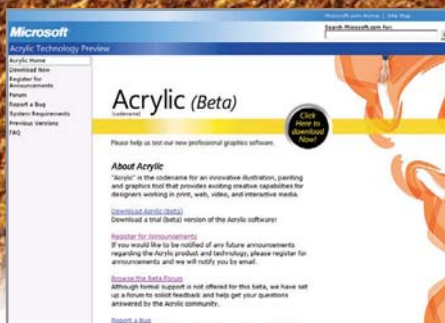 Microsoft.com Home | Site Map
Microsoft
Search Microsoft.com for:
Acrylic Technology Preview
Acrylic Home
Download Now
Register for
Announcements
Forum
Report a Bug
System Requirements
Previous Versions
FAQ
Acrylic (Beta)
(codename)
Click
Here to
download
Now!
Please help us test our new professional graphics software.
About Acrylic
"Acrylic" is the codename for an innovative illustration, painting
and graphics tool that provides exciting creative capabilities for
designers working in print, web, video, and interactive media.
Download Acrylic (Beta)
Download a trial (beta) version of the Acrylic software!
Register for Announcements
If you would like to be notified of any future announcements
regarding the Acrylic product and technology, please register for
announcements and we will notify you by email.
Browse the Beta Forum
Although formal support is not offered for this beta, we have set
up a forum to solicit feedback and help get your questions
answered by the Acrylic community.
Report a Bug